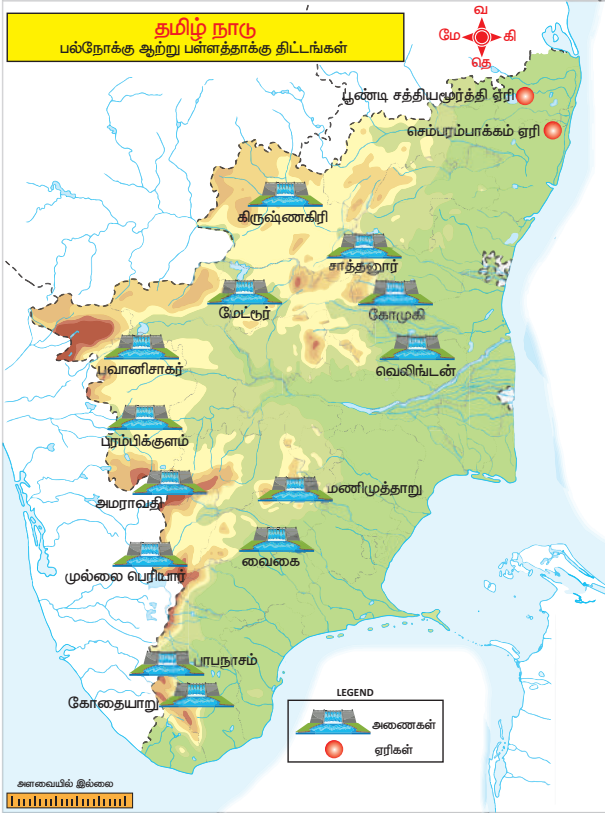 தமிழ் நாடு
பல்நோக்கு ஆற்று பள்ளத்தாக்கு திட்டங்கள்
வ
மே
கி
தெ
பூண்டி சத்தியமூர்த்தி ஏரி
செம்பரம்பாக்கம் ஏரி
கிருஷ்ணகிரி
சாத்தனூர்
மேட்டூர்
கோமுகி
பவானிசாகர்
வெலிங்டன்
பரம்பிக்குளம்
அமராவதி
மணிமுத்தாறு
வைகை
முல்லை பெரியார்
பாபநாசம்
கோதையாறு
LEGEND
அணைகள்
ஏரிகள்
அளவையில் இல்லை